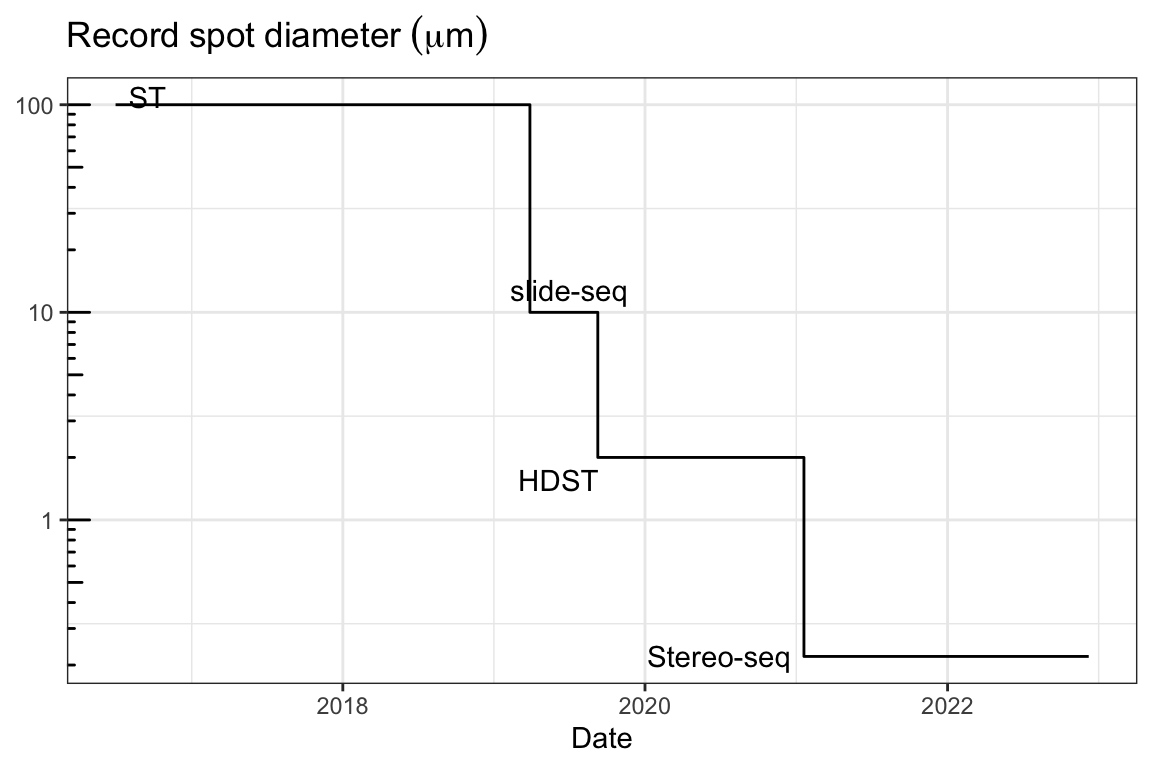 Record spot diameter (μm)
100
ST
slide-seq
10
HDST
1
Stereo-seq
2018
2020
2022
Date